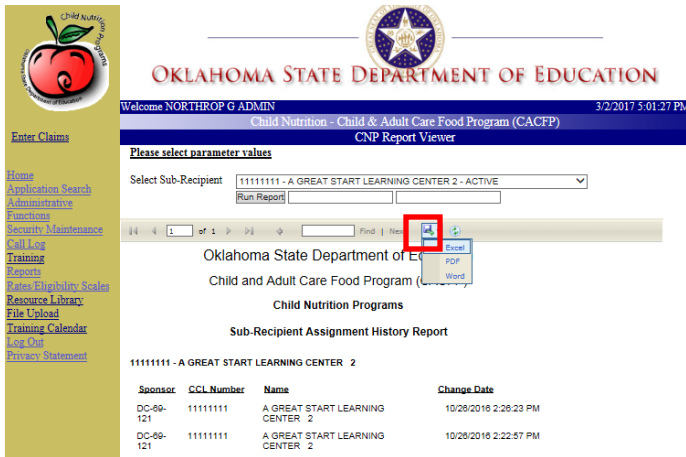 Child Nutrition Programs
Department of Education
OKLAHOMA STATE DEPARTMENT OF EDUCATION
Welcome NORTHROP G ADMIN 3/2/2017 5:01:27 PM
Child Nutrition - Child & Adult Care Food Program (CACFP)
Enter Claims
CNP Report Viewer
Please select parameter values
Select Sub-Recipient 11111111 - A GREAT START LEARNING CENTER 2 - ACTIVE
Run Report
Home
Application Search
Administrative
Functions
Security Maintenance
Call Log
Training
Reports
Rates/Eligibility Scales
Resource Library
File Upload
Training Calendar
Log Out
Privacy Statement
1 of 1 Find | Nex
Excel
PDF
Word
Oklahoma State Department of E
Child and Adult Care Food Program (
Child Nutrition Programs
Sub-Recipient Assignment History Report
11111111 - A GREAT START LEARNING CENTER 2
Sponsor CCL Number Name Change Date
DC-69-121 11111111 A GREAT START LEARNING CENTER 2 10/26/2016 2:26:23 PM
DC-69-121 11111111 A GREAT START LEARNING CENTER 2 10/26/2016 2:22:57 PM